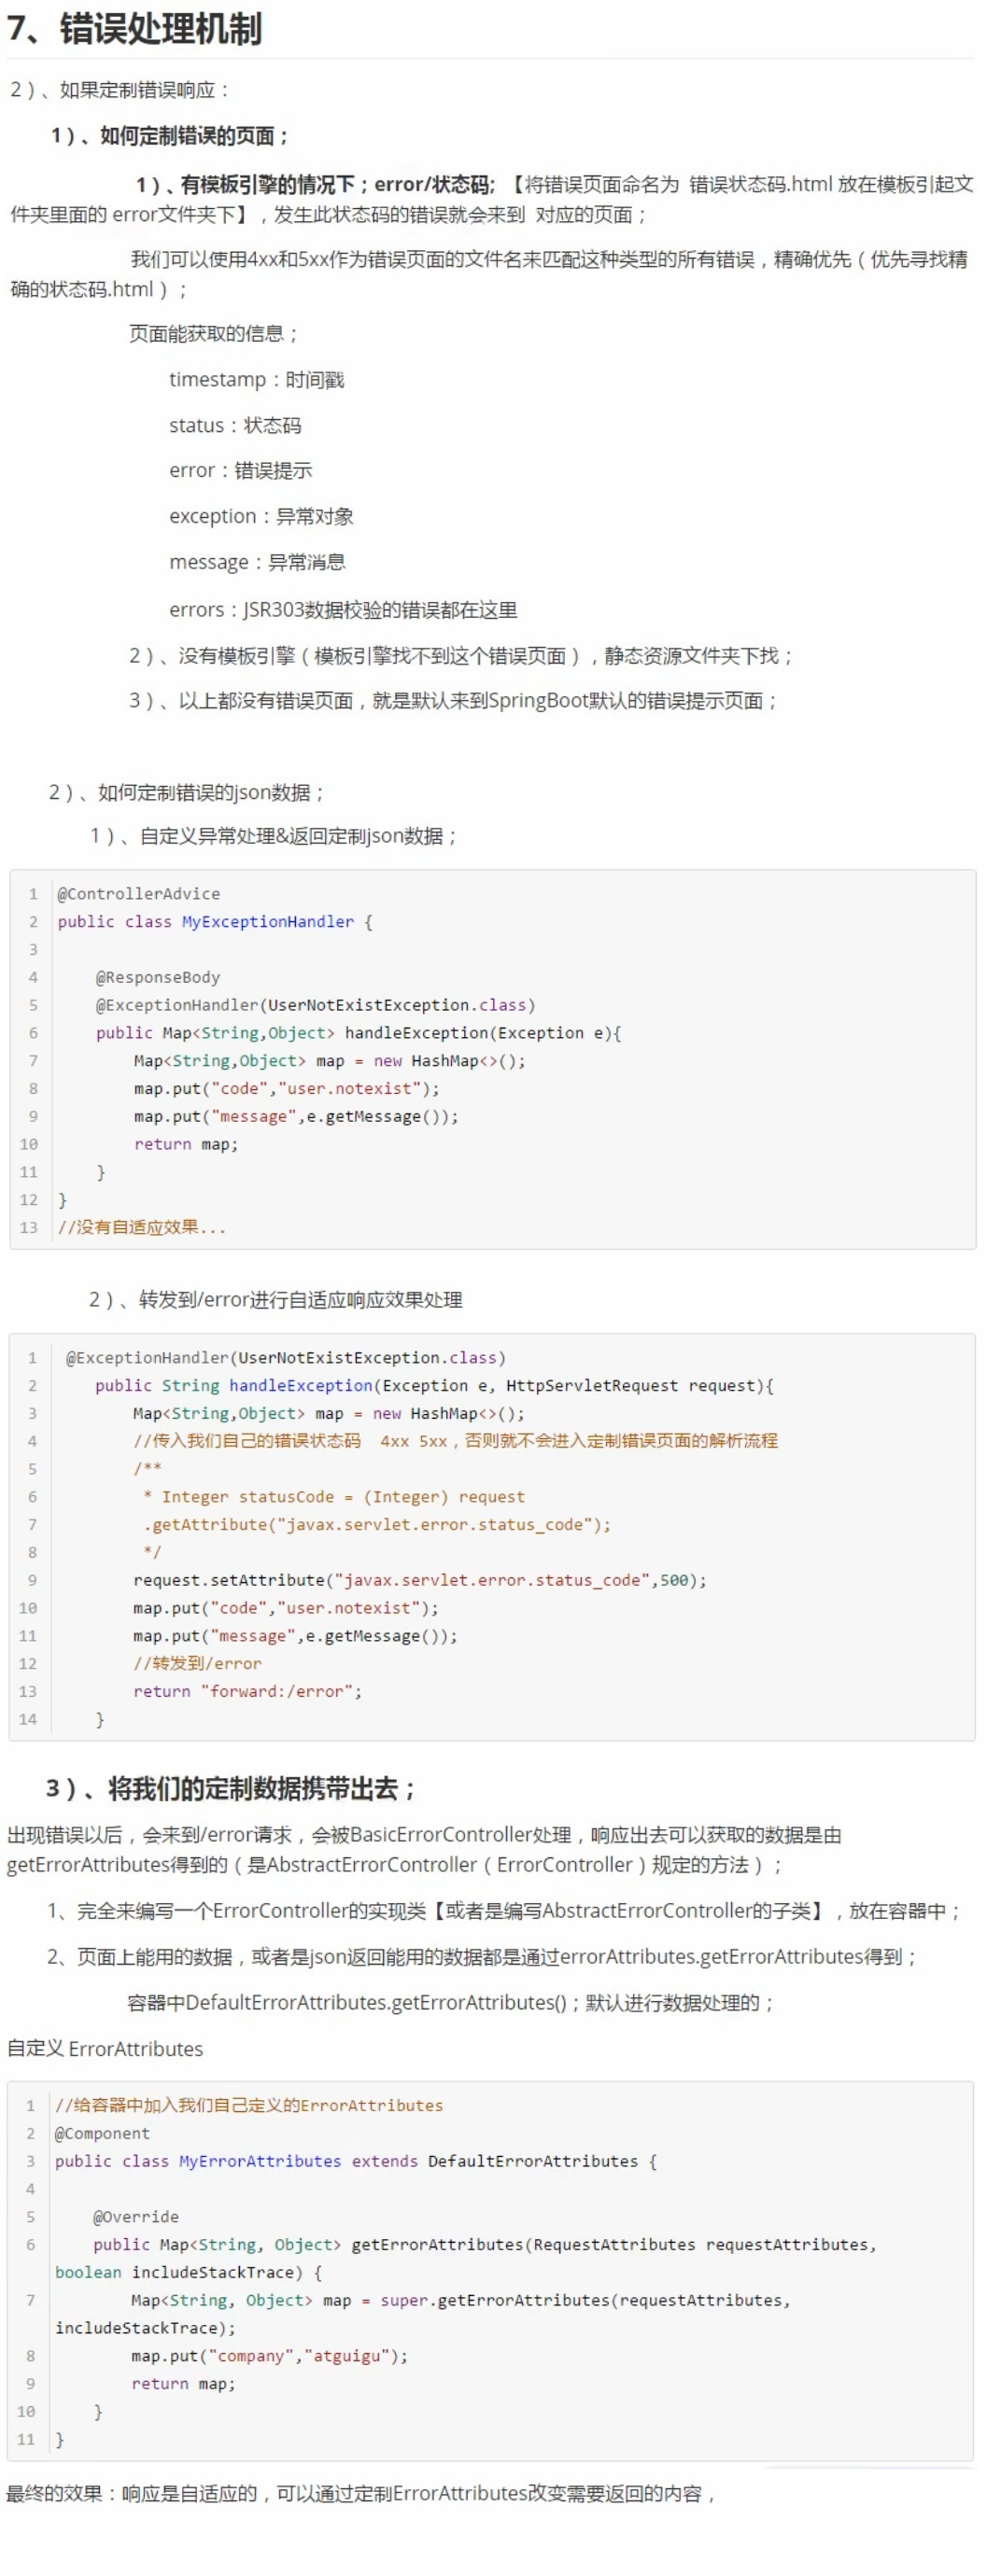 7、错误处理机制
2）、如果定制错误响应：
1）、如何定制错误的页面；
1）、有模板引擎的情况下；error/状态码; 【将错误页面命名为 错误状态码.html 放在模板引起文
件夹里面的 error文件夹下】，发生此状态码的错误就会来到 对应的页面；
我们可以使用4xx和5xx作为错误页面的文件名来匹配这种类型的所有错误，精确优先（优先寻找精
确的状态码.html）；
页面能获取的信息；
timestamp：时间戳
status：状态码
error：错误提示
exception：异常对象
message：异常消息
errors：JSR303数据校验的错误都在这里
2）、没有模板引擎（模板引擎找不到这个错误页面），静态资源文件夹下找；
3）、以上都没有错误页面，就是默认来到SpringBoot默认的错误提示页面；
2）、如何定制错误的json数据；
1）、自定义异常处理&返回定制json数据；
1 @ControllerAdvice
2 public class MyExceptionHandler {
3
4 @ResponseBody
5 @ExceptionHandler(UserNotExistException.class)
6 public Map<String,Object> handleException(Exception e){
7 Map<String,Object> map = new HashMap<>();
8 map.put("code","user.notexist");
9 map.put("message",e.getMessage());
10 return map;
11 }
12 }
13 //没有自适应效果...
2）、转发到/error进行自适应响应效果处理
1 @ExceptionHandler(UserNotExistException.class)
2 public String handleException(Exception e, HttpServletRequest request){
3 Map<String,Object> map = new HashMap<>();
4 //传入我们自己的错误状态码 4xx 5xx，否则就不会进入定制错误页面的解析流程
5 /**
6 * Integer statusCode = (Integer) request
7 .getAttribute("javax.servlet.error.status_code");
8 */
9 request.setAttribute("javax.servlet.error.status_code",500);
10 map.put("code","user.notexist");
11 map.put("message",e.getMessage());
12 //转发到/error
13 return "forward:/error";
14 }
3）、将我们的定制数据携带出去；
出现错误以后，会来到/error请求，会被BasicErrorController处理，响应出去可以获取的数据是由
getErrorAttributes得到的（是AbstractErrorController（ErrorController）规定的方法）；
1、完全来编写一个ErrorController的实现类【或者是编写AbstractErrorController的子类】，放在容器中；
2、页面上能用的数据，或者是json返回能用的数据都是通过errorAttributes.getErrorAttributes得到；
容器中DefaultErrorAttributes.getErrorAttributes()；默认进行数据处理的；
自定义 ErrorAttributes
1 //给容器中加入我们自己定义的ErrorAttributes
2 @Component
3 public class MyErrorAttributes extends DefaultErrorAttributes {
4
5 @Override
6 public Map<String, Object> getErrorAttributes(RequestAttributes requestAttributes,
boolean includeStackTrace) {
7 Map<String, Object> map = super.getErrorAttributes(requestAttributes,
includeStackTrace);
8 map.put("company","atguigu");
9 return map;
10 }
11 }
最终的效果：响应是自适应的，可以通过定制ErrorAttributes改变需要返回的内容，